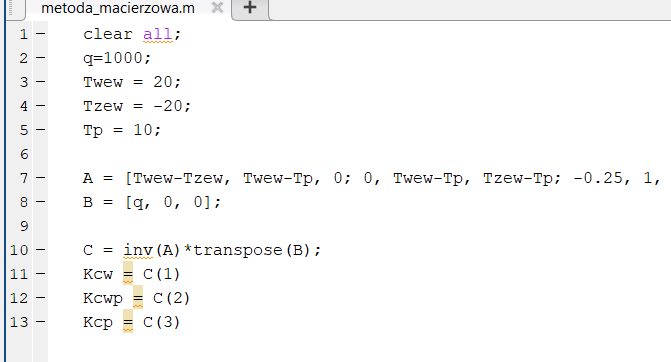 metoda_macierzowa.m × +
1 – clear all;
2 – q=1000;
3 – Twew = 20;
4 – Tzew = -20;
5 – Tp = 10;
6
7 – A = [Twew-Tzew, Twew-Tp, 0; 0, Twew-Tp, Tzew-Tp; -0.25, 1,
8 – B = [q, 0, 0];
9
10 – C = inv(A)*transpose(B);
11 – Kcw = C(1)
12 – Kcwp = C(2)
13 – Kcp = C(3)